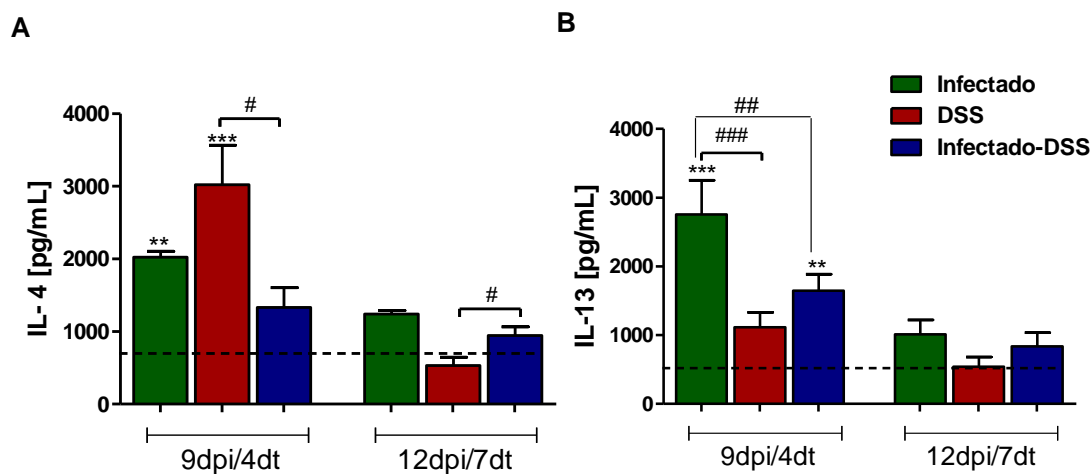 A
IL- 4 [pg/mL]
4000
3000
2000
1000
0
**
***
#
#
9dpi/4dt
12dpi/7dt
B
Infectado
DSS
Infectado-DSS
IL-13 [pg/mL]
4000
3000
2000
1000
0
##
###
***
**
9dpi/4dt
12dpi/7dt